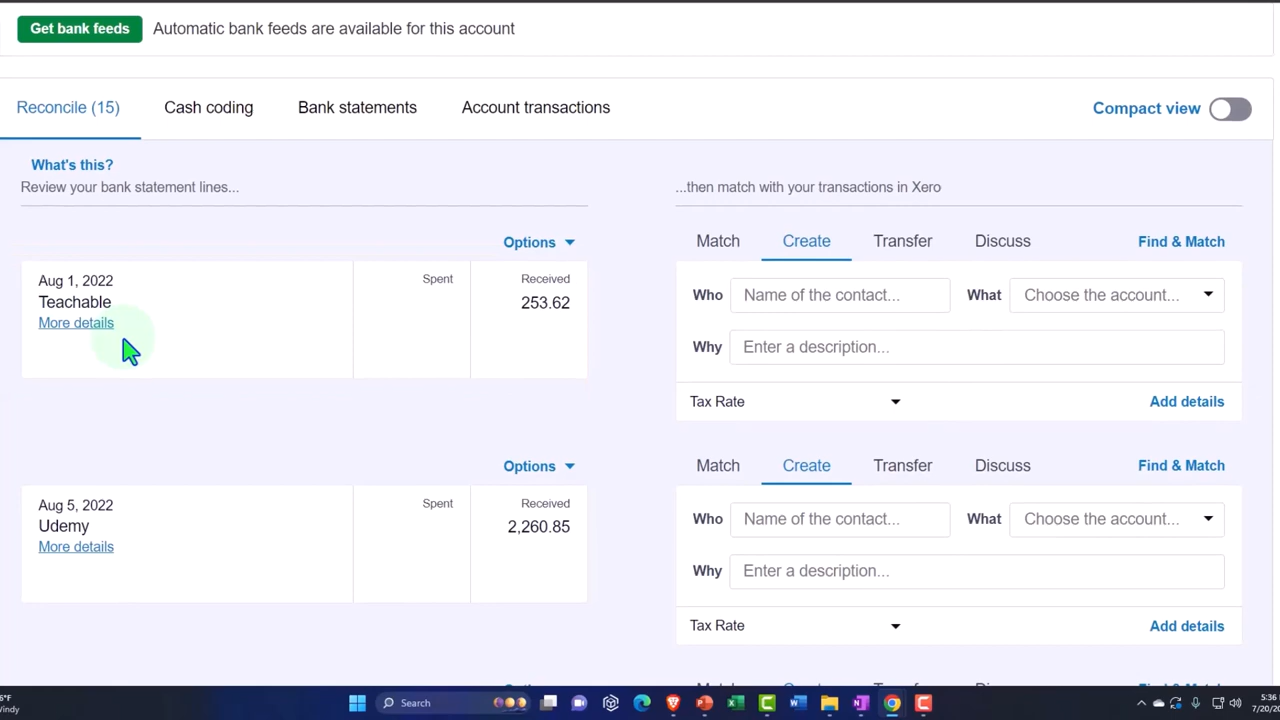 Get bank feeds Automatic bank feeds are available for this account
Reconcile (15) Cash coding Bank statements Account transactions Compact view
What's this?
Review your bank statement lines... ...then match with your transactions in Xero
Options Match Create Transfer Discuss Find & Match
Aug 1, 2022 Spent Received
Teachable 253.62
More details
Who Name of the contact... What Choose the account...
Why Enter a description...
Tax Rate Add details
Options Match Create Transfer Discuss Find & Match
Aug 5, 2022 Spent Received
Udemy 2,260.85
More details
Who Name of the contact... What Choose the account...
Why Enter a description...
Tax Rate Add details
Search
5:36
7/20/20